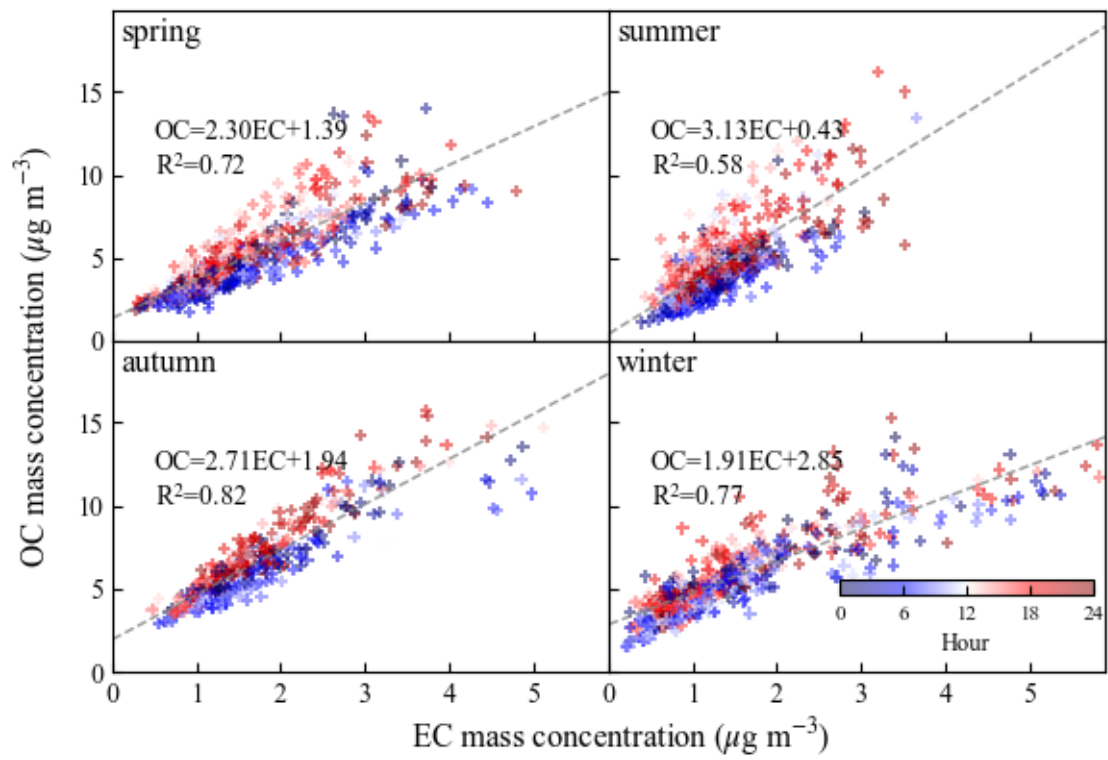 spring
summer
OC=2.30EC+1.39
R²=0.72
OC=3.13EC+0.43
R²=0.58
15
10
5
0
autumn
winter
OC=2.71EC+1.94
R²=0.82
OC=1.91EC+2.85
R²=0.77
15
10
5
0
0 6 12 18 24
Hour
0 1 2 3 4 5 0 1 2 3 4 5
EC mass concentration (μg m⁻³)
OC mass concentration (μg m⁻³)